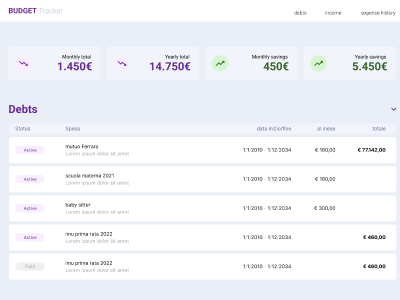 BUDGET Tracker
debts income expense history
Monthly total
1.450€
Yearly total
14.750€
Monthly savings
450€
Yearly savings
5.450€
Debts
Status Spesa data inizio/fine al mese totale
Active mutuo Ferrara 1/1/2010 - 1/12/2034 € 160,00 € 77.142,00
Lorem ipsum dolor sit amet
Active scuola materna 2021 1/1/2010 - 1/12/2034 € 160,00
Lorem ipsum dolor sit amet
Active baby sitter 1/1/2010 - 1/12/2034 € 300,00
Lorem ipsum dolor sit amet
Active imu prima rata 2022 1/1/2010 - 1/12/2034 € 460,00
Lorem ipsum dolor sit amet
Paid imu prima rata 2022 1/1/2010 - 1/12/2034 € 460,00
Lorem ipsum dolor sit amet